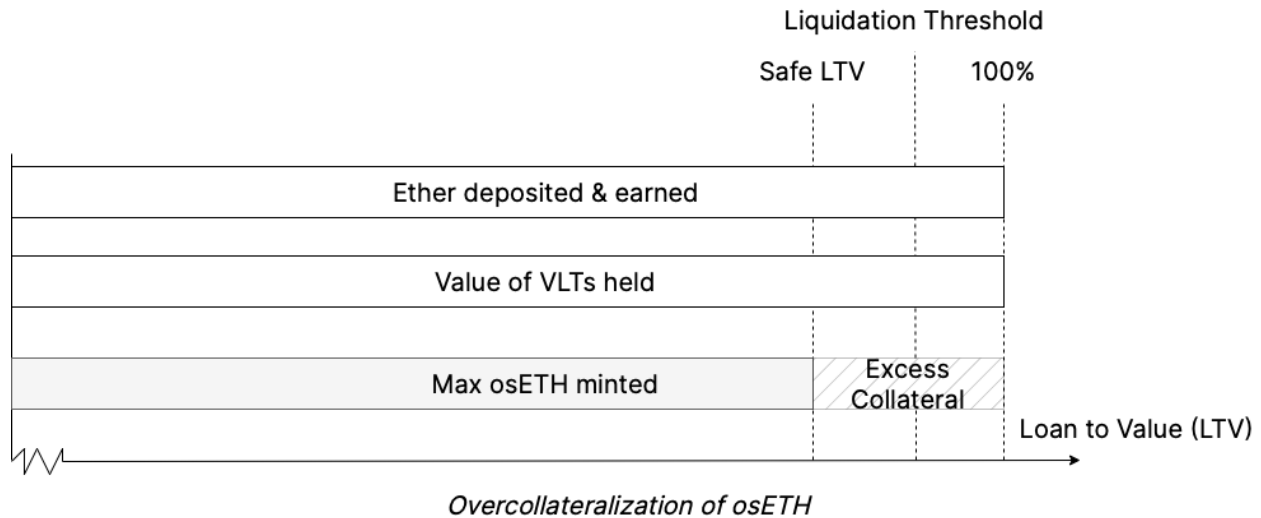 Liquidation Threshold
Safe LTV
100%
Ether deposited & earned
Value of VLTs held
Max osETH minted
Excess
Collateral
Loan to Value (LTV)
Overcollateralization of osETH